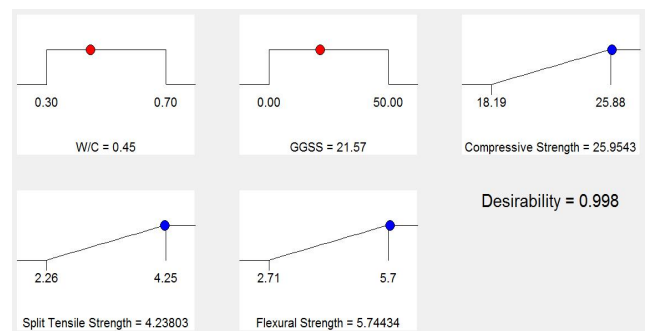 0.30 0.70
W/C = 0.45
0.00 50.00
GGSS = 21.57
18.19 25.88
Compressive Strength = 25.9543
2.26 4.25
Split Tensile Strength = 4.23803
2.71 5.7
Flexural Strength = 5.74434
Desirability = 0.998